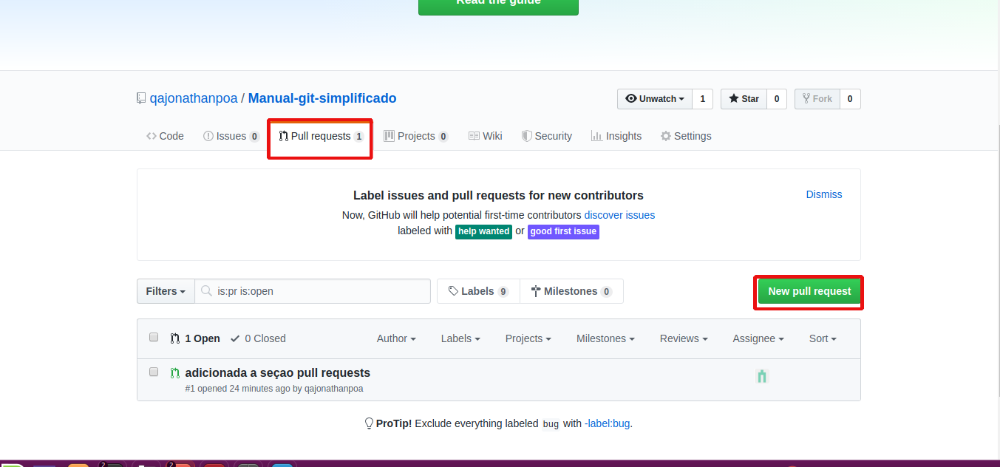 Read the guide
qajonathanpoa / Manual-git-simplificado
Unwatch 1 Star 0 Fork 0
Code Issues 0 Pull requests 1 Projects 0 Wiki Security Insights Settings
Label issues and pull requests for new contributors
Dismiss
Now, GitHub will help potential first-time contributors discover issues
labeled with help wanted or good first issue
Filters is:pr is:open Labels 9 Milestones 0 New pull request
1 Open 0 Closed Author Labels Projects Milestones Reviews Assignee Sort
adicionada a seçao pull requests
#1 opened 24 minutes ago by qajonathanpoa
ProTip! Exclude everything labeled bug with -label:bug.
2 2